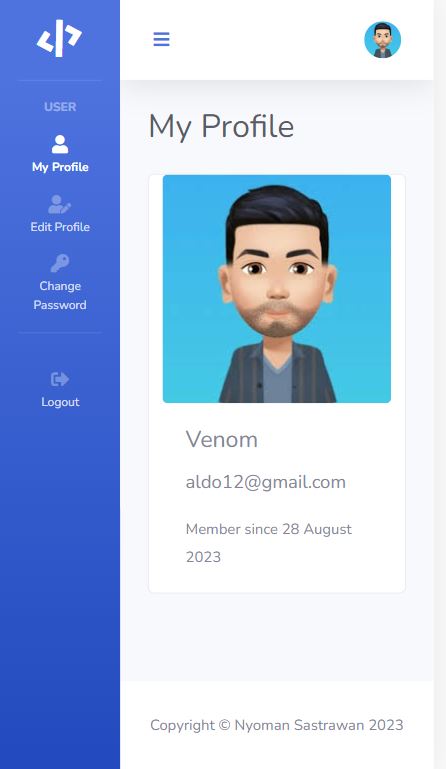 USER
My Profile
Edit Profile
Change
Password
Logout
My Profile
Venom
aldo12@gmail.com
Member since 28 August
2023
Copyright © Nyoman Sastrawan 2023